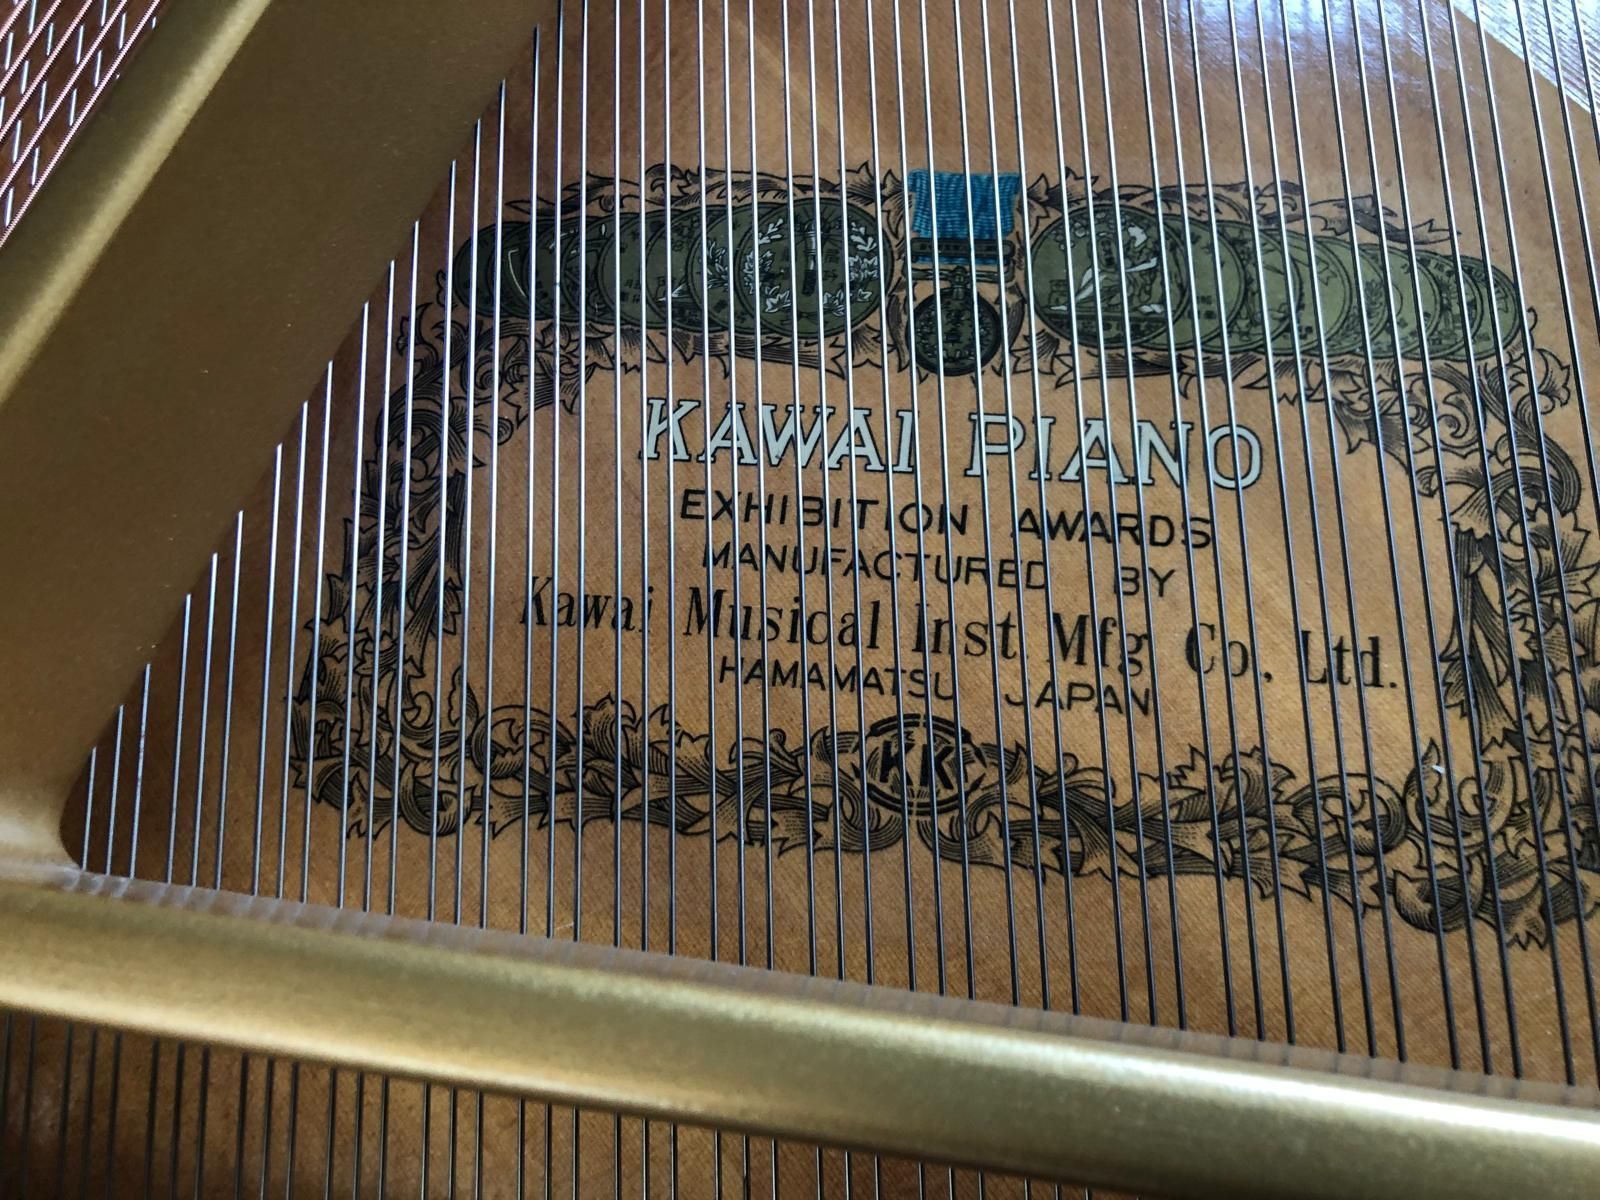 KAWAI PIANO
EXHIBITION AWARDS
MANUFACTURED BY
Kawai Musical Inst. Mfg. Co., Ltd.
HAMAMATSU JAPAN
KK